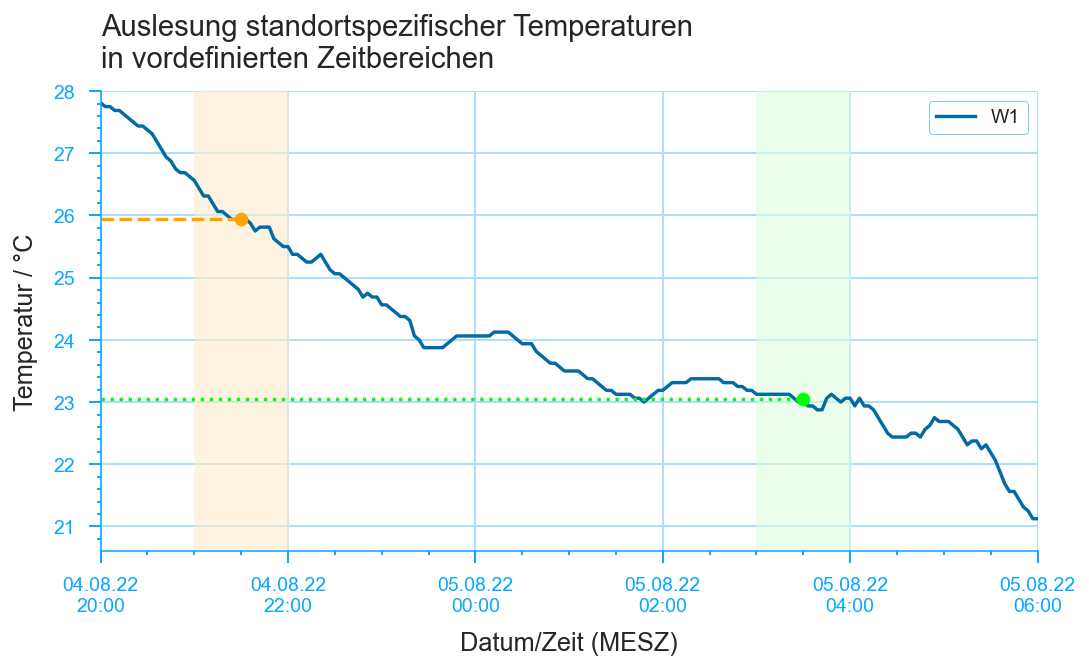 Auslesung standortspezifischer Temperaturen
in vordefinierten Zeitbereichen
W1
Temperatur / °C
28
27
26
25
24
23
22
21
04.08.22 04.08.22 05.08.22 05.08.22 05.08.22 05.08.22
20:00 22:00 00:00 02:00 04:00 06:00
Datum/Zeit (MESZ)